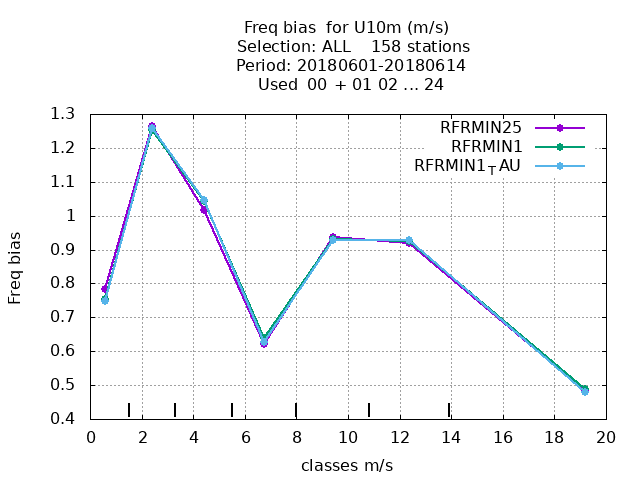 Freq bias  for U10m (m/s)
Selection: ALL    158 stations
Period: 20180601-20180614
Used  00  + 01 02 ... 24
RFRMIN25
RFRMIN1
RFRMIN1TAU
Freq bias
1.3
1.2
1.1
1
0.9
0.8
0.7
0.6
0.5
0.4
0 2 4 6 8 10 12 14 16 18 20
classes m/s